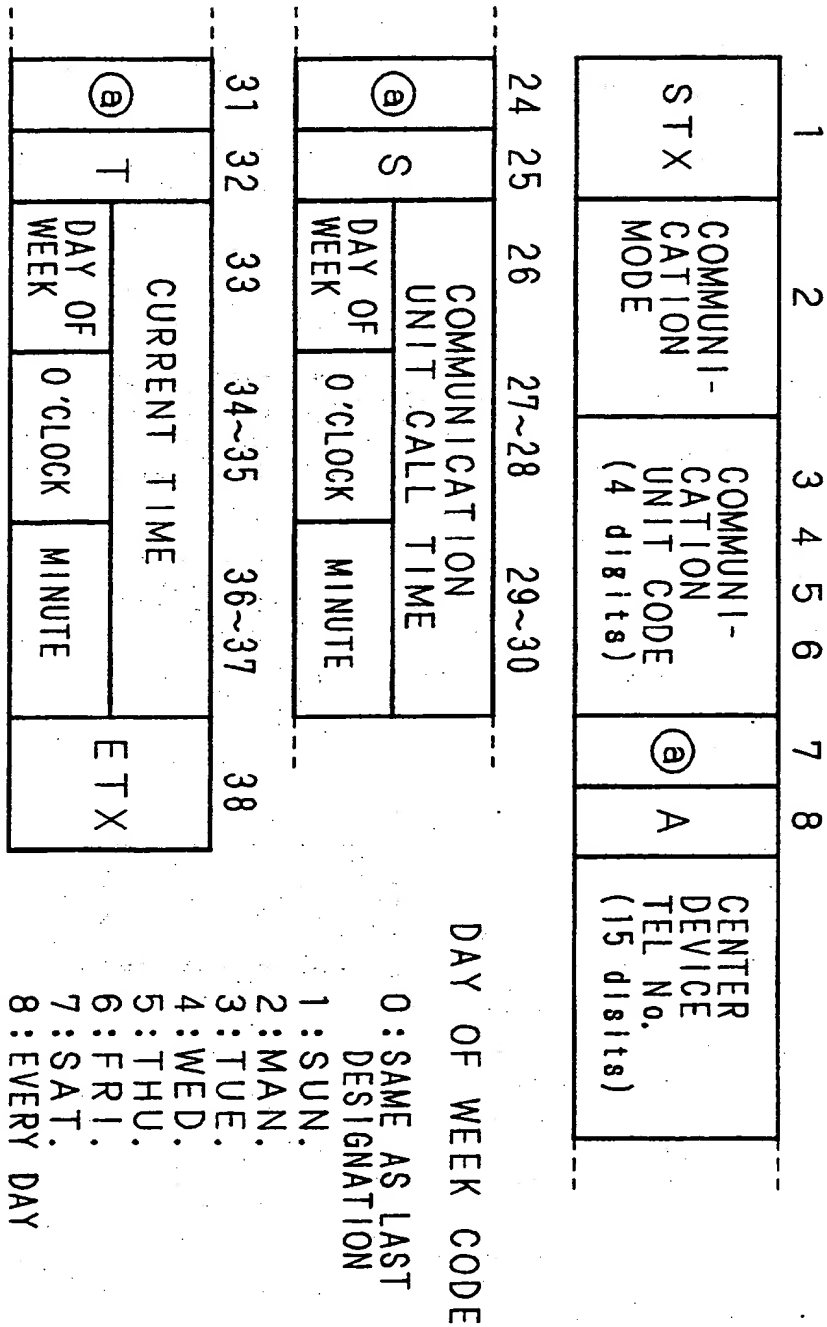 1 2 3 4 5 6 7 8
STX
COMMUNI-
CATION
MODE
COMMUNI-
CATION
UNIT CODE
(4 digits)
ⓐ
A
CENTER
DEVICE
TEL No.
(15 digits)
24 25 26 27~28 29~30
ⓐ
S
COMMUNICATION
UNIT CALL TIME
DAY OF
WEEK
O'CLOCK
MINUTE
31 32 33 34~35 36~37 38
ⓐ
T
CURRENT TIME
DAY OF
WEEK
O'CLOCK
MINUTE
ETX
DAY OF WEEK CODE
0:SAME AS LAST
DESIGNATION
1:SUN.
2:MAN.
3:TUE.
4:WED.
5:THU.
6:FRI.
7:SAT.
8:EVERY DAY